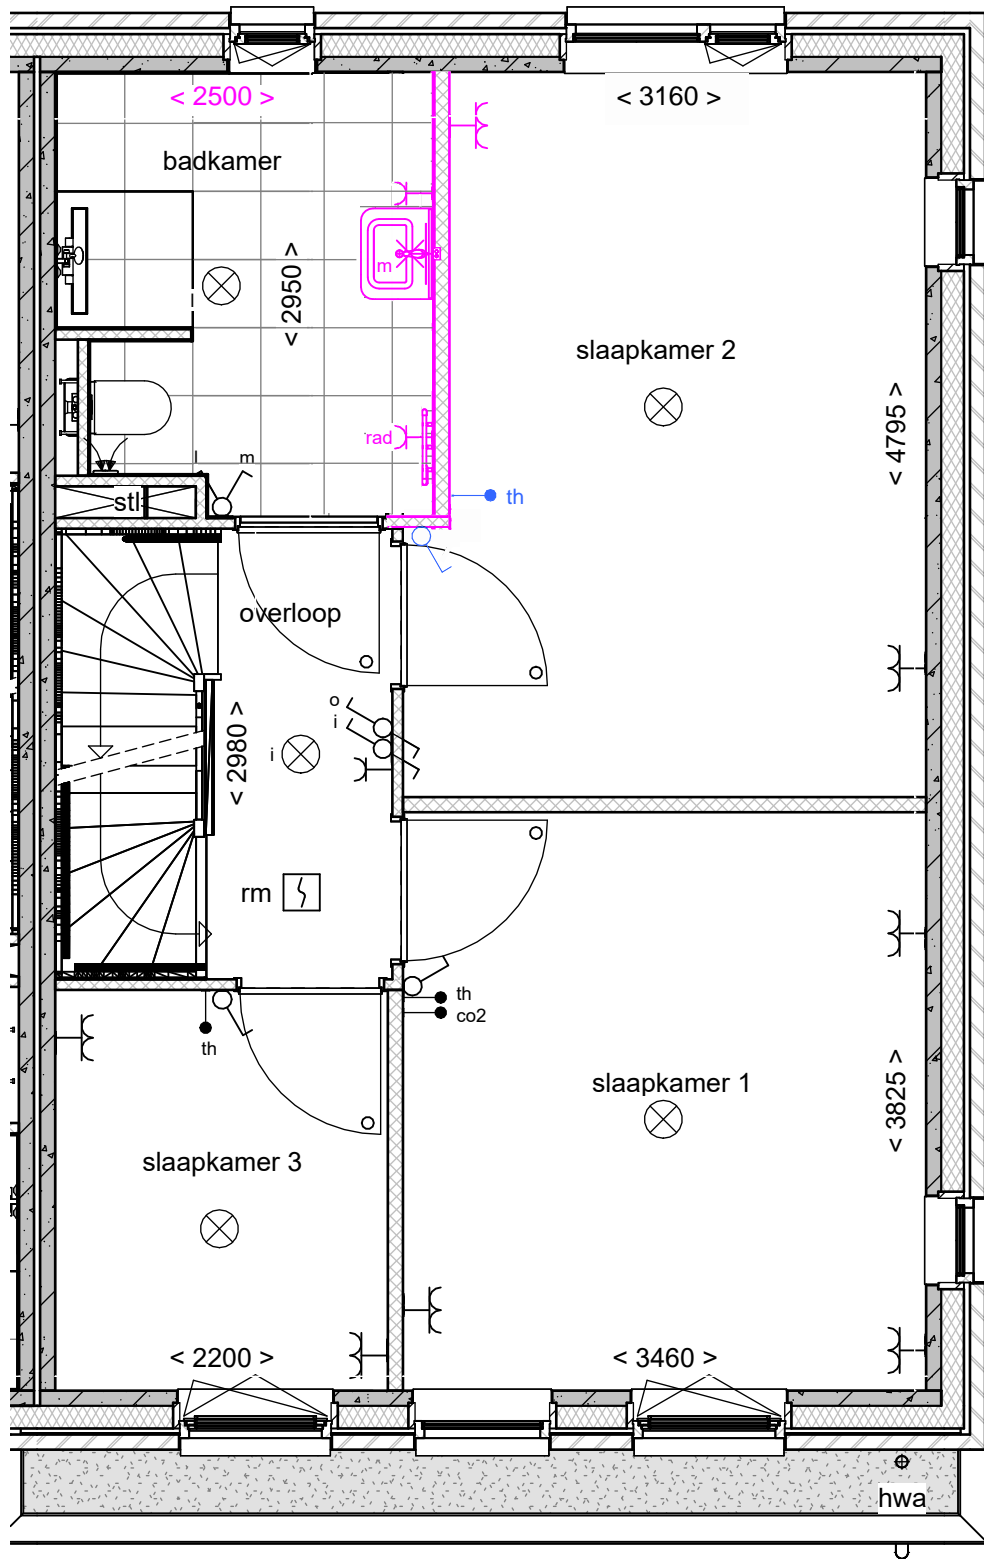 < 2500 >
< 3160 >
badkamer
< 2950 >
m
slaapkamer 2
< 4795 >
rad
l
m
stl
th
overloop
o
i
< 2980 >
i
rm
th
co2
th
slaapkamer 1
< 3825 >
slaapkamer 3
< 2200 >
< 3460 >
hwa